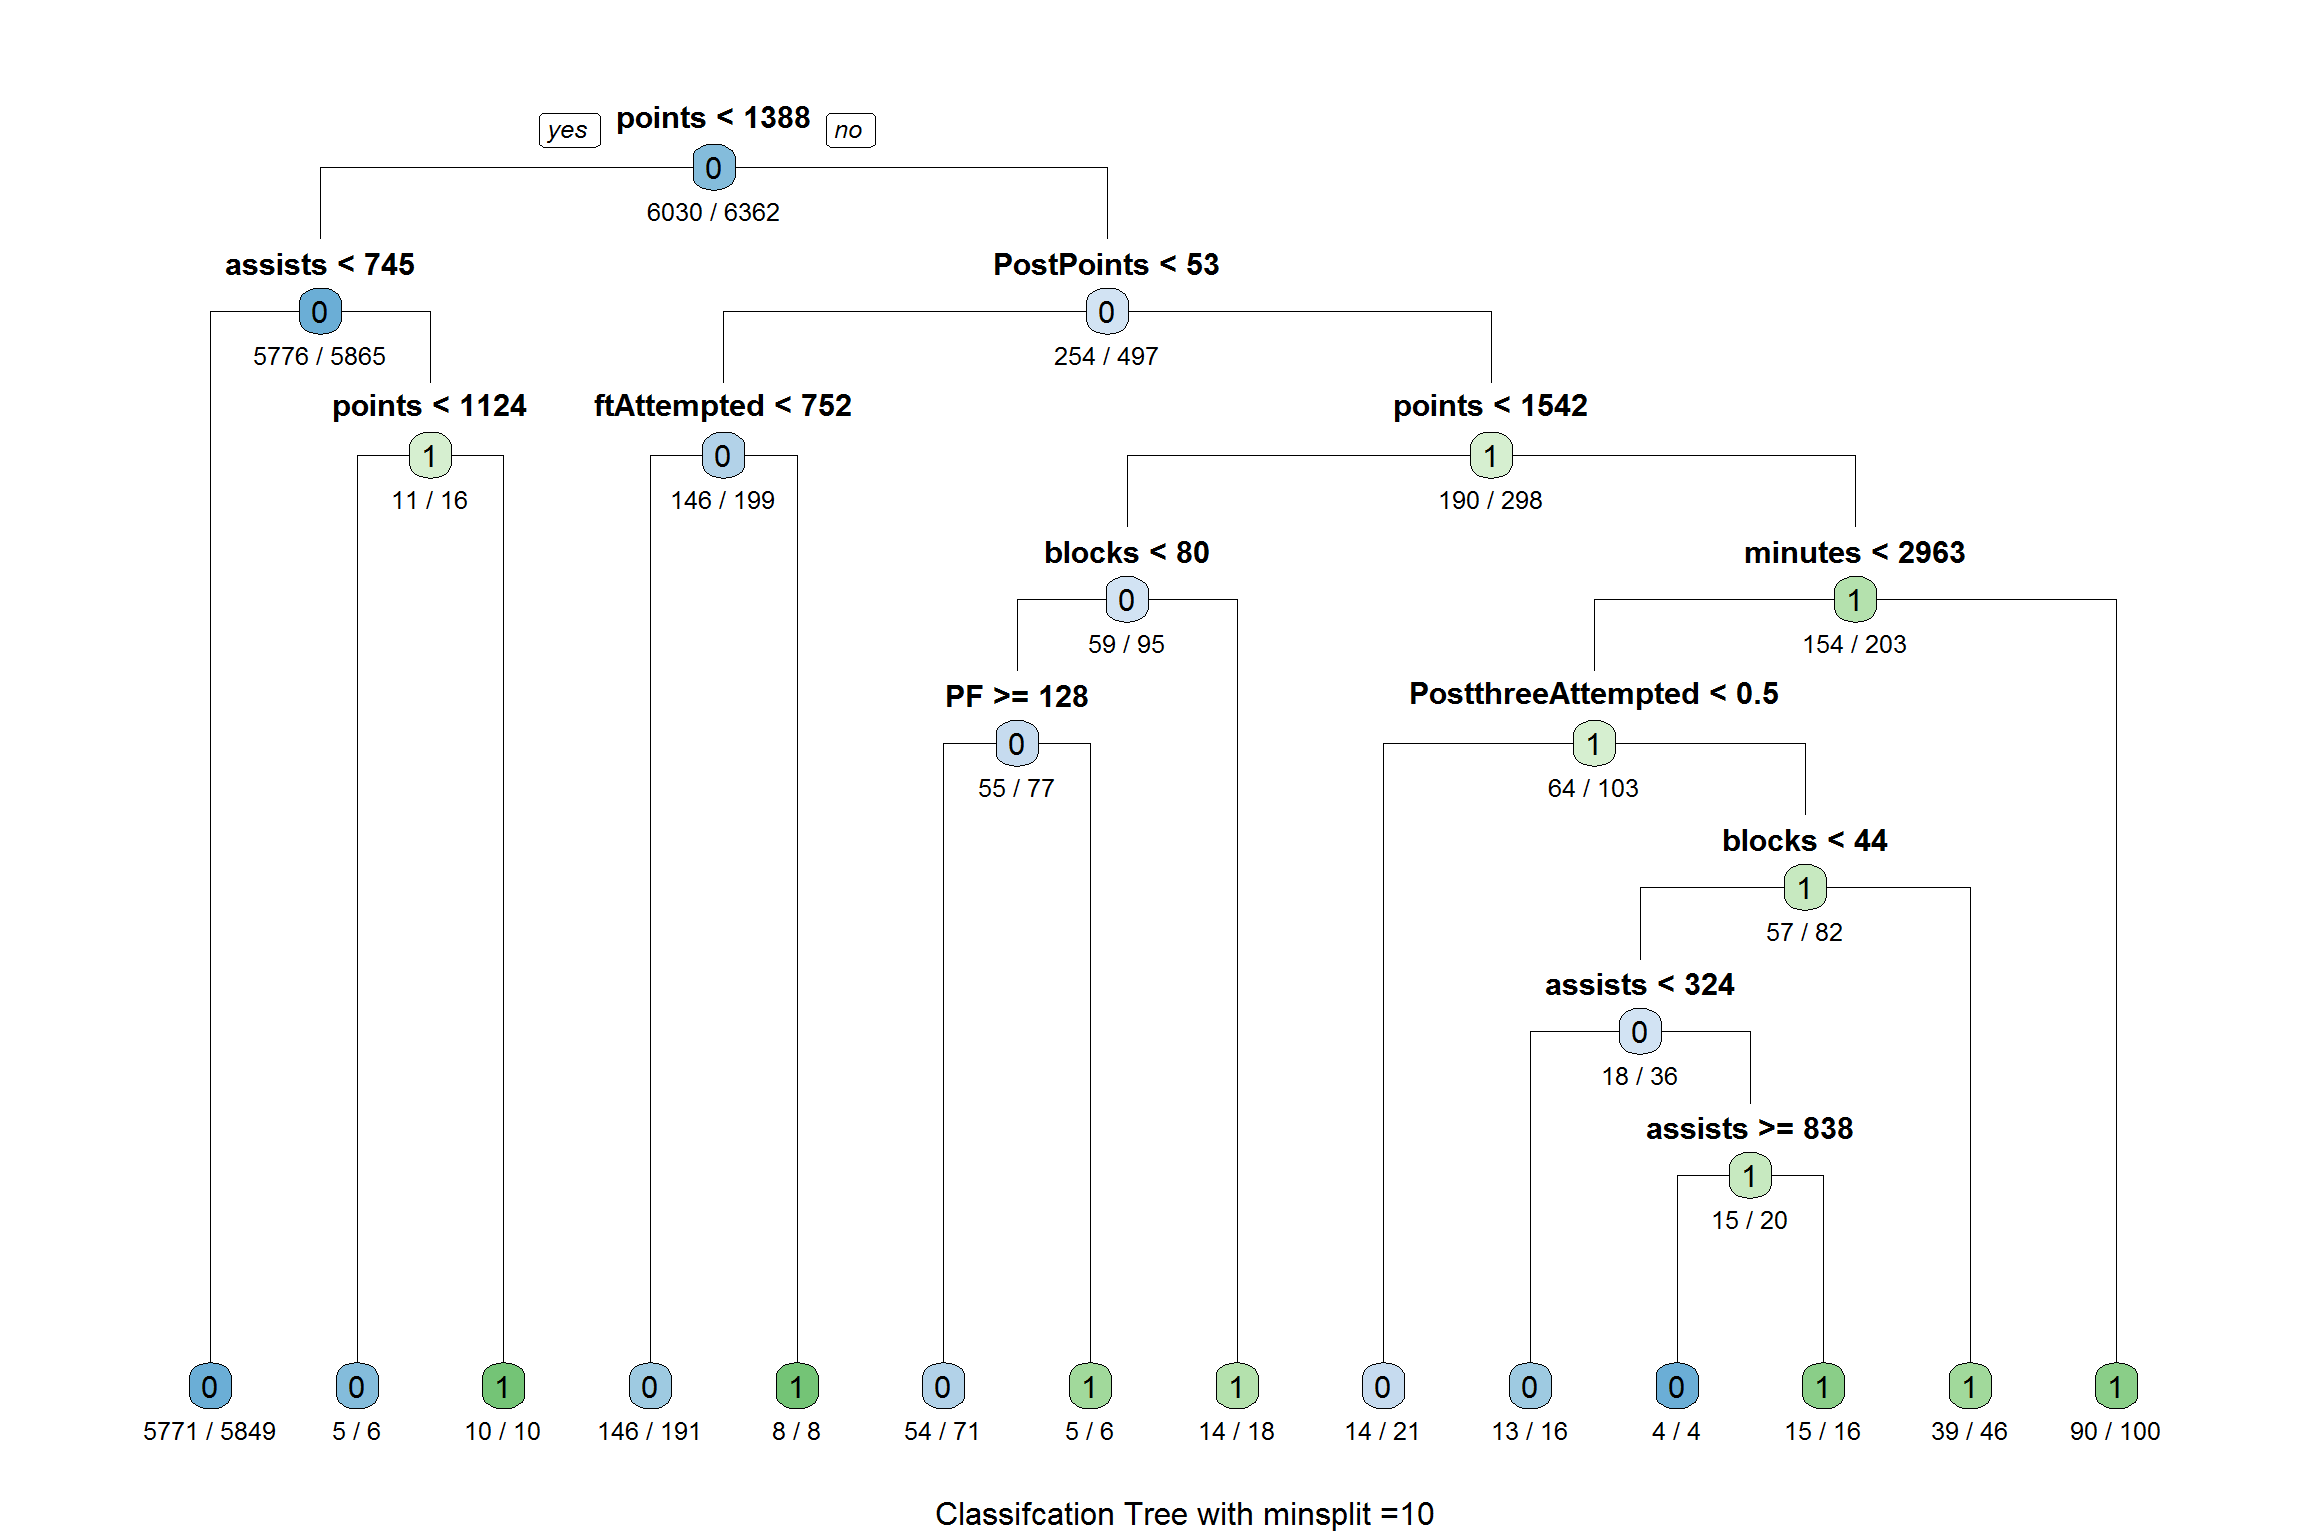 yes points < 1388 no
0
6030 / 6362
assists < 745 PostPoints < 53
0 0
5776 / 5865 254 / 497
points < 1124 ftAttempted < 752 points < 1542
1 0 1
11 / 16 146 / 199 190 / 298
blocks < 80 minutes < 2963
0 1
59 / 95 154 / 203
PF >= 128 PostthreeAttempted < 0.5
0 1
55 / 77 64 / 103
blocks < 44
1
57 / 82
assists < 324
0
18 / 36
assists >= 838
1
15 / 20
0 0 1 0 1 0 1 1 0 0 0 1 1 1
5771 / 5849 5 / 6 10 / 10 146 / 191 8 / 8 54 / 71 5 / 6 14 / 18 14 / 21 13 / 16 4 / 4 15 / 16 39 / 46 90 / 100
Classifcation Tree with minsplit =10